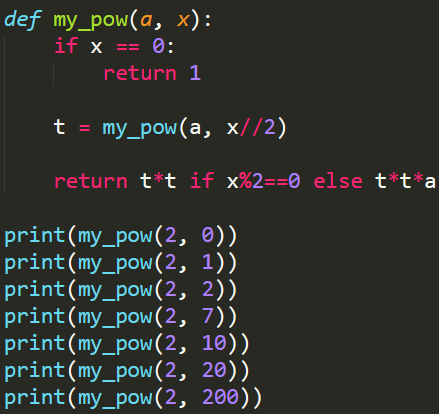 def my_pow(a, x):
    if x == 0:
        return 1

    t = my_pow(a, x//2)

    return t*t if x%2==0 else t*t*a

print(my_pow(2, 0))
print(my_pow(2, 1))
print(my_pow(2, 2))
print(my_pow(2, 7))
print(my_pow(2, 10))
print(my_pow(2, 20))
print(my_pow(2, 200))